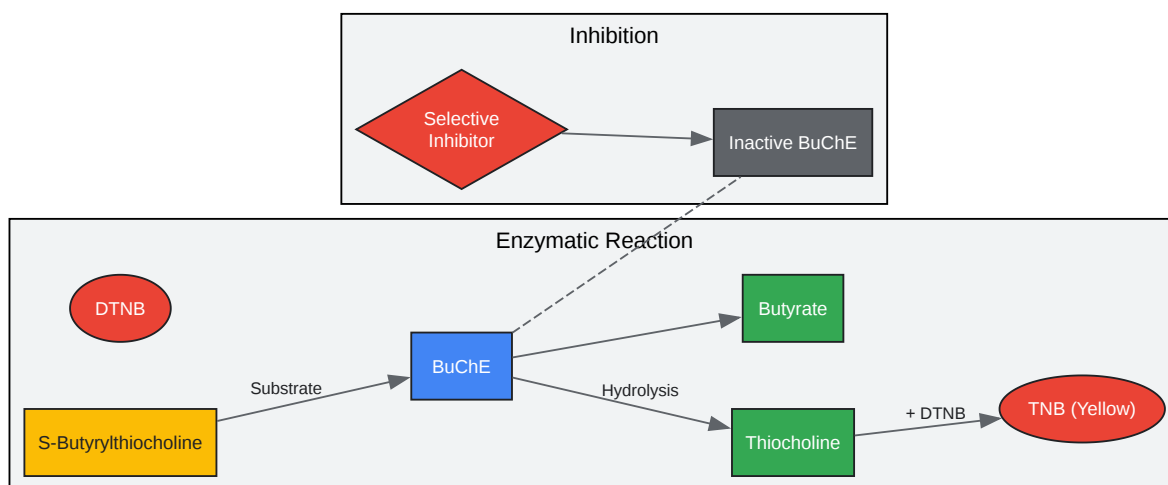 Inhibition
Selective
Inhibitor
Inactive BuChE
Enzymatic Reaction
DTNB
Butyrate
BuChE
Substrate
Hydrolysis
S-Butyrylthiocholine
Thiocholine
+ DTNB
TNB (Yellow)